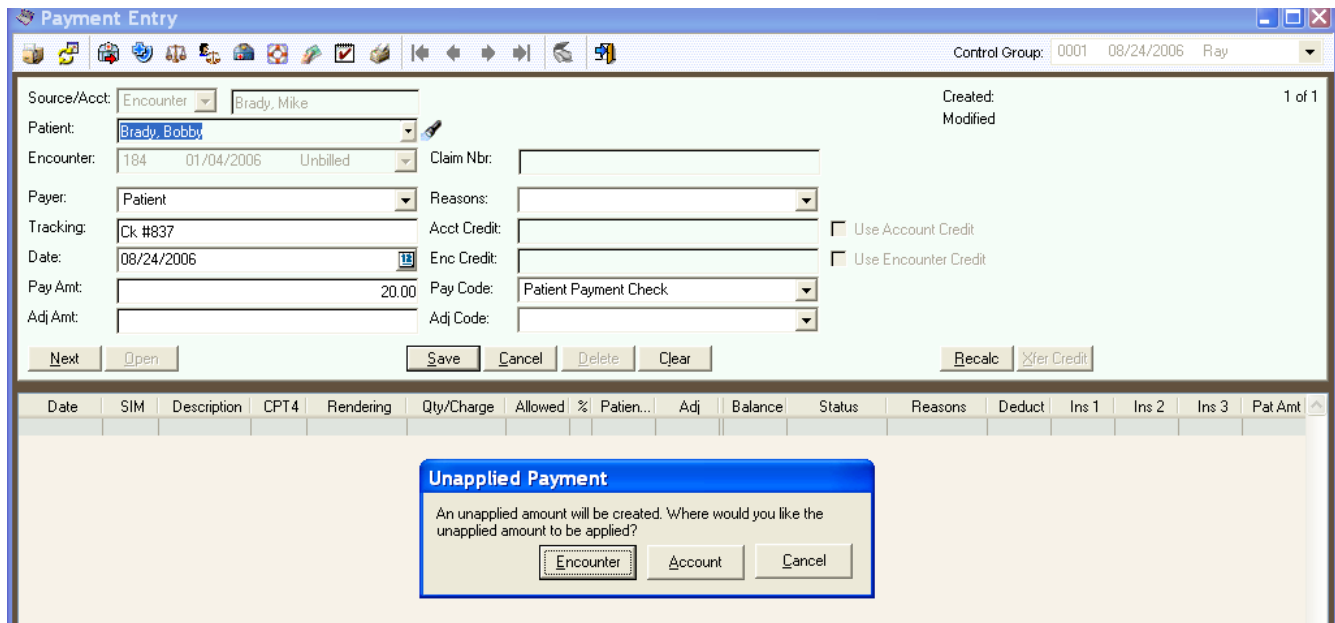 Payment Entry
Control Group: 0001 08/24/2006 Ray
Source/Acct: Encounter Brady, Mike Created: 1 of 1
Modified
Patient: Brady, Bobby
Encounter: 184 01/04/2006 Unbilled Claim Nbr:
Payer: Patient Reasons:
Tracking: Ck #837 Acct Credit: Use Account Credit
Date: 08/24/2006 12 Enc Credit: Use Encounter Credit
Pay Amt: 20.00 Pay Code: Patient Payment Check
Adj Amt: Adj Code:
Next Open Save Cancel Delete Clear Recalc Xfer Credit
Date SIM Description CPT4 Rendering Qty/Charge Allowed % Patien... Adj Balance Status Reasons Deduct Ins 1 Ins 2 Ins 3 Pat Amt
Unapplied Payment
An unapplied amount will be created. Where would you like the
unapplied amount to be applied?
Encounter Account Cancel